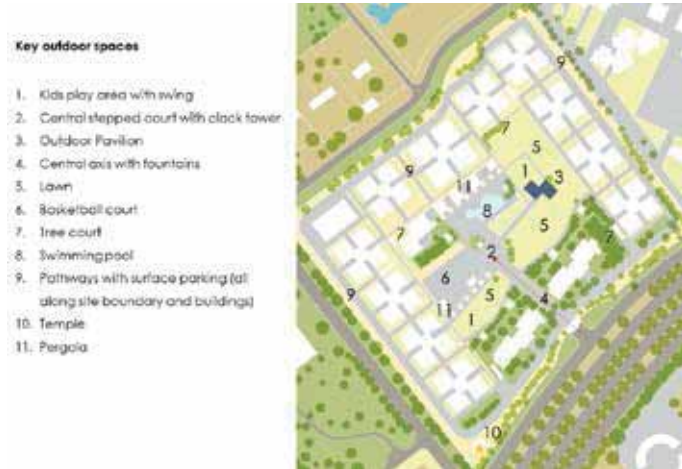 Key outdoor spaces
1. Kids play area with swing
2. Central stepped court with clock tower
3. Outdoor Pavilion
4. Central axis with fountains
5. Lawn
6. Basketball court
7. Tree court
8. Swimming pool
9. Pathways with surface parking (all
along site boundary and buildings)
10. Temple
11. Pergola
9
7
5
1
3
9
11
8
5
7
2
7
6
5
4
9
11
1
10